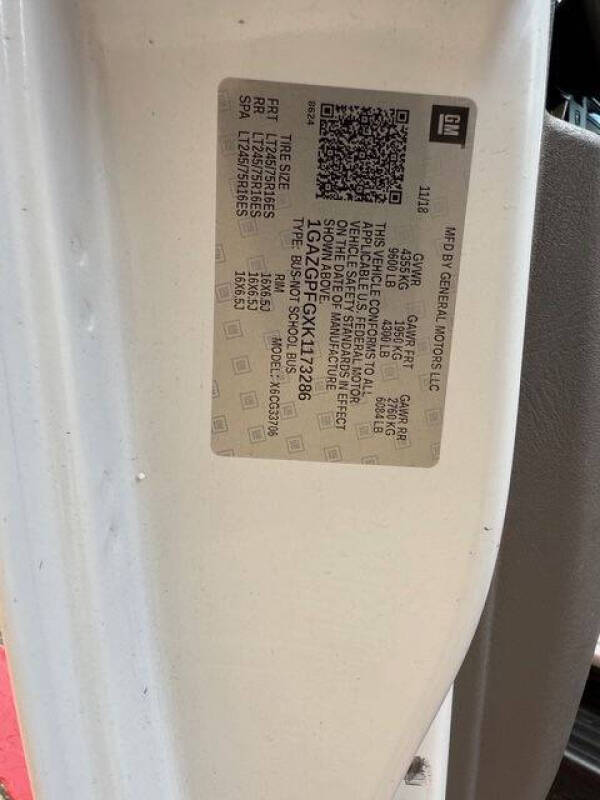 GM
MFD BY GENERAL MOTORS LLC
11/18
GVWR GAWR FRT GAWR RR
4355 KG 1950 KG 2760 KG
9600 LB 4300 LB 6084 LB
THIS VEHICLE CONFORMS TO ALL
APPLICABLE U.S. FEDERAL MOTOR
VEHICLE SAFETY STANDARDS IN EFFECT
ON THE DATE OF MANUFACTURE
SHOWN ABOVE.
8624
1GAZGPFGXK1173286
TYPE: BUS-NOT SCHOOL BUS
MODEL: X6CG33706
TIRE SIZE RIM
FRT LT245/75R16ES 16X6.5J
RR LT245/75R16ES 16X6.5J
SPA LT245/75R16ES 16X6.5J